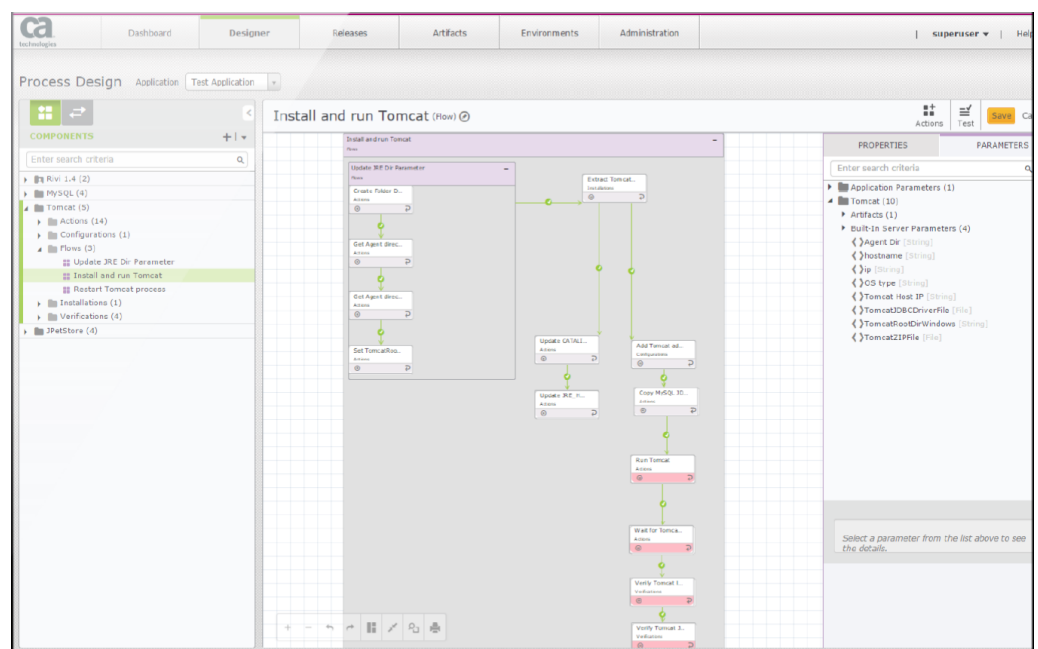 ca
technologies
Dashboard
Designer
Releases
Artifacts
Environments
Administration
| superuser |
Process Design Application Test Application
COMPONENTS
Enter search criteria
Rivi 1.4 (2)
MySQL (4)
Tomcat (5)
Actions (14)
Configurations (1)
Flows (3)
Update JRE Dir Parameter
Install and run Tomcat
Restart Tomcat process
Installations (1)
Verifications (4)
JPetStore (4)
Install and run Tomcat (Flow)
Actions
Test
Save
Install and run Tomcat
Flows
Update JRE Dir Parameter
Flows
Create Folder D...
Actions
Get Agent direc...
Actions
Get Agent direc...
Actions
Set TomcatRoo...
Actions
Extract Tomcat...
Installations
Update CATALI...
Actions
Update JRE_H...
Actions
Add Tomcat ad...
Configurations
Copy MySQL JD...
Actions
Run Tomcat
Actions
Wait for Tomca...
Actions
Verify Tomcat
Verifications
Verify Tomcat
Verifications
PROPERTIES
PARAMETERS
Enter search criteria
Application Parameters (1)
Tomcat (10)
Artifacts (1)
Built-In Server Parameters (4)
Agent Dir [String]
hostname [String]
ip [String]
OS type [String]
Tomcat Host IP [String]
TomcatJDBCDriverFile [File]
TomcatRootDirWindows [String]
TomcatZIPFile [File]
Select a parameter from the list above to see
the details.